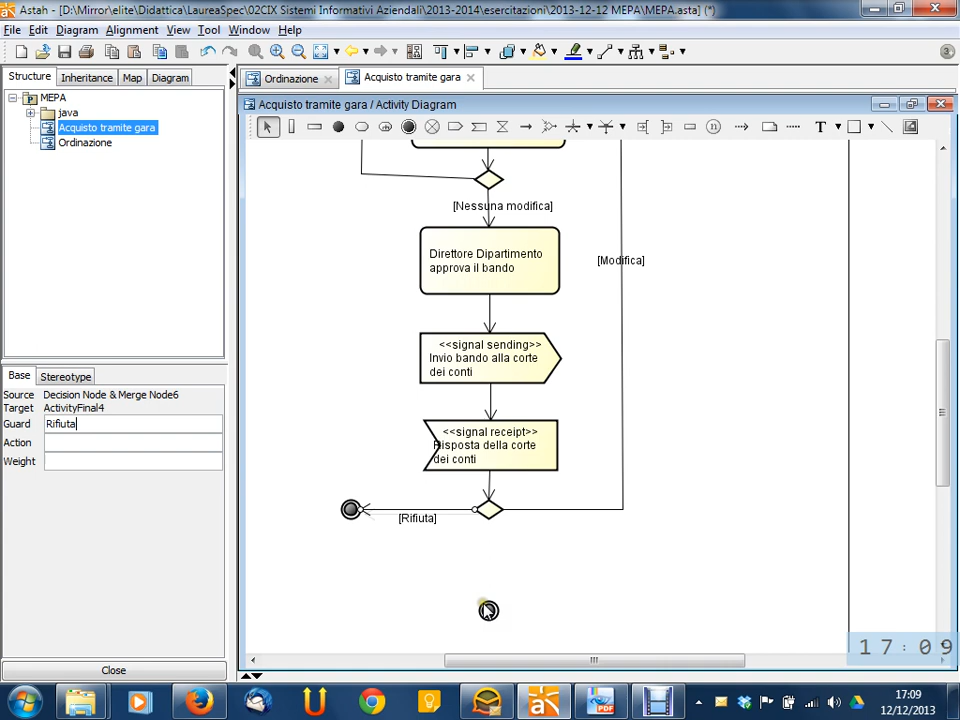 Astah - [D:\Mirror\elite\Didattica\LaureaSpec\02CIX Sistemi Informativi Aziendali\2013-2014\esercitazioni\2013-12-12 MEPA\MEPA.asta] (*)
File Edit Diagram Alignment View Tool Window Help
3
Structure Inheritance Map Diagram
Ordinazione Acquisto tramite gara
MEPA
java
Acquisto tramite gara
Ordinazione
Acquisto tramite gara / Activity Diagram
T
[Nessuna modifica]
Direttore Dipartimento
approva il bando
[Modifica]
<<signal sending>>
Invio bando alla corte
dei conti
<<signal receipt>>
Risposta della corte
dei conti
[Rifiuta]
Base Stereotype
Source Decision Node & Merge Node6
Target ActivityFinal4
Guard Rifiuta
Action
Weight
Close
17:09
PDF
17:09
12/12/2013